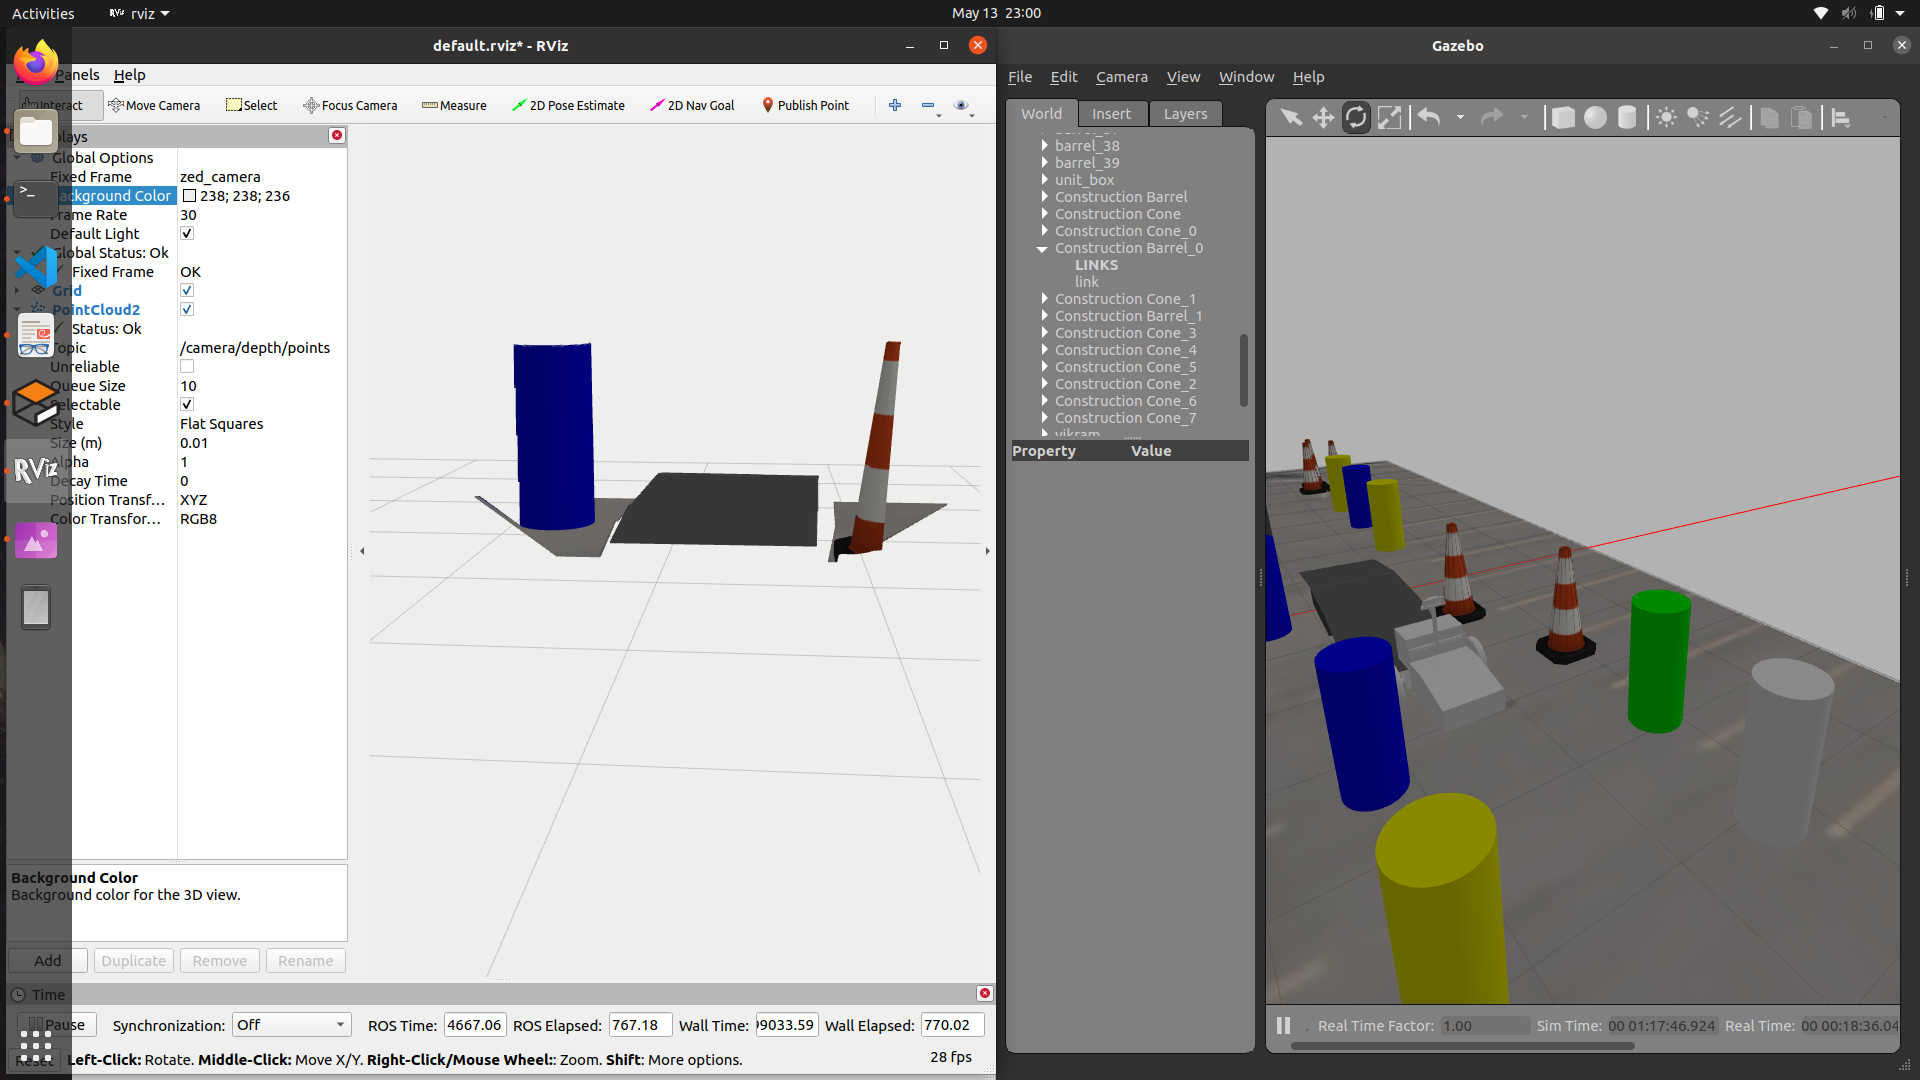 Activities
RViz rviz
May 13 23:00
default.rviz* - RViz
Panels
Help
Interact
Move Camera
Select
Focus Camera
Measure
2D Pose Estimate
2D Nav Goal
Publish Point
plays
Global Options
Fixed Frame zed_camera
Background Color 238; 238; 236
Frame Rate 30
Default Light
Global Status: Ok
Fixed Frame OK
Grid
PointCloud2
Status: Ok
Topic /camera/depth/points
Unreliable
Queue Size 10
Selectable
Style Flat Squares
Size (m) 0.01
Alpha 1
Decay Time 0
Position Transf... XYZ
Color Transfor... RGB8
RViz
Background Color
Background color for the 3D view.
Add
Duplicate
Remove
Rename
Time
Pause
Synchronization: Off
ROS Time: 4667.06
ROS Elapsed: 767.18
Wall Time: 99033.59
Wall Elapsed: 770.02
Reset
Left-Click: Rotate. Middle-Click: Move X/Y. Right-Click/Mouse Wheel:: Zoom. Shift: More options.
28 fps
Gazebo
File
Edit
Camera
View
Window
Help
World
Insert
Layers
barrel_38
barrel_39
unit_box
Construction Barrel
Construction Cone
Construction Cone_0
Construction Barrel_0
LINKS
link
Construction Cone_1
Construction Barrel_1
Construction Cone_3
Construction Cone_4
Construction Cone_5
Construction Cone_2
Construction Cone_6
Construction Cone_7
vikram
Property
Value
Real Time Factor: 1.00
Sim Time: 00 01:17:46.924
Real Time: 00 00:18:36.04